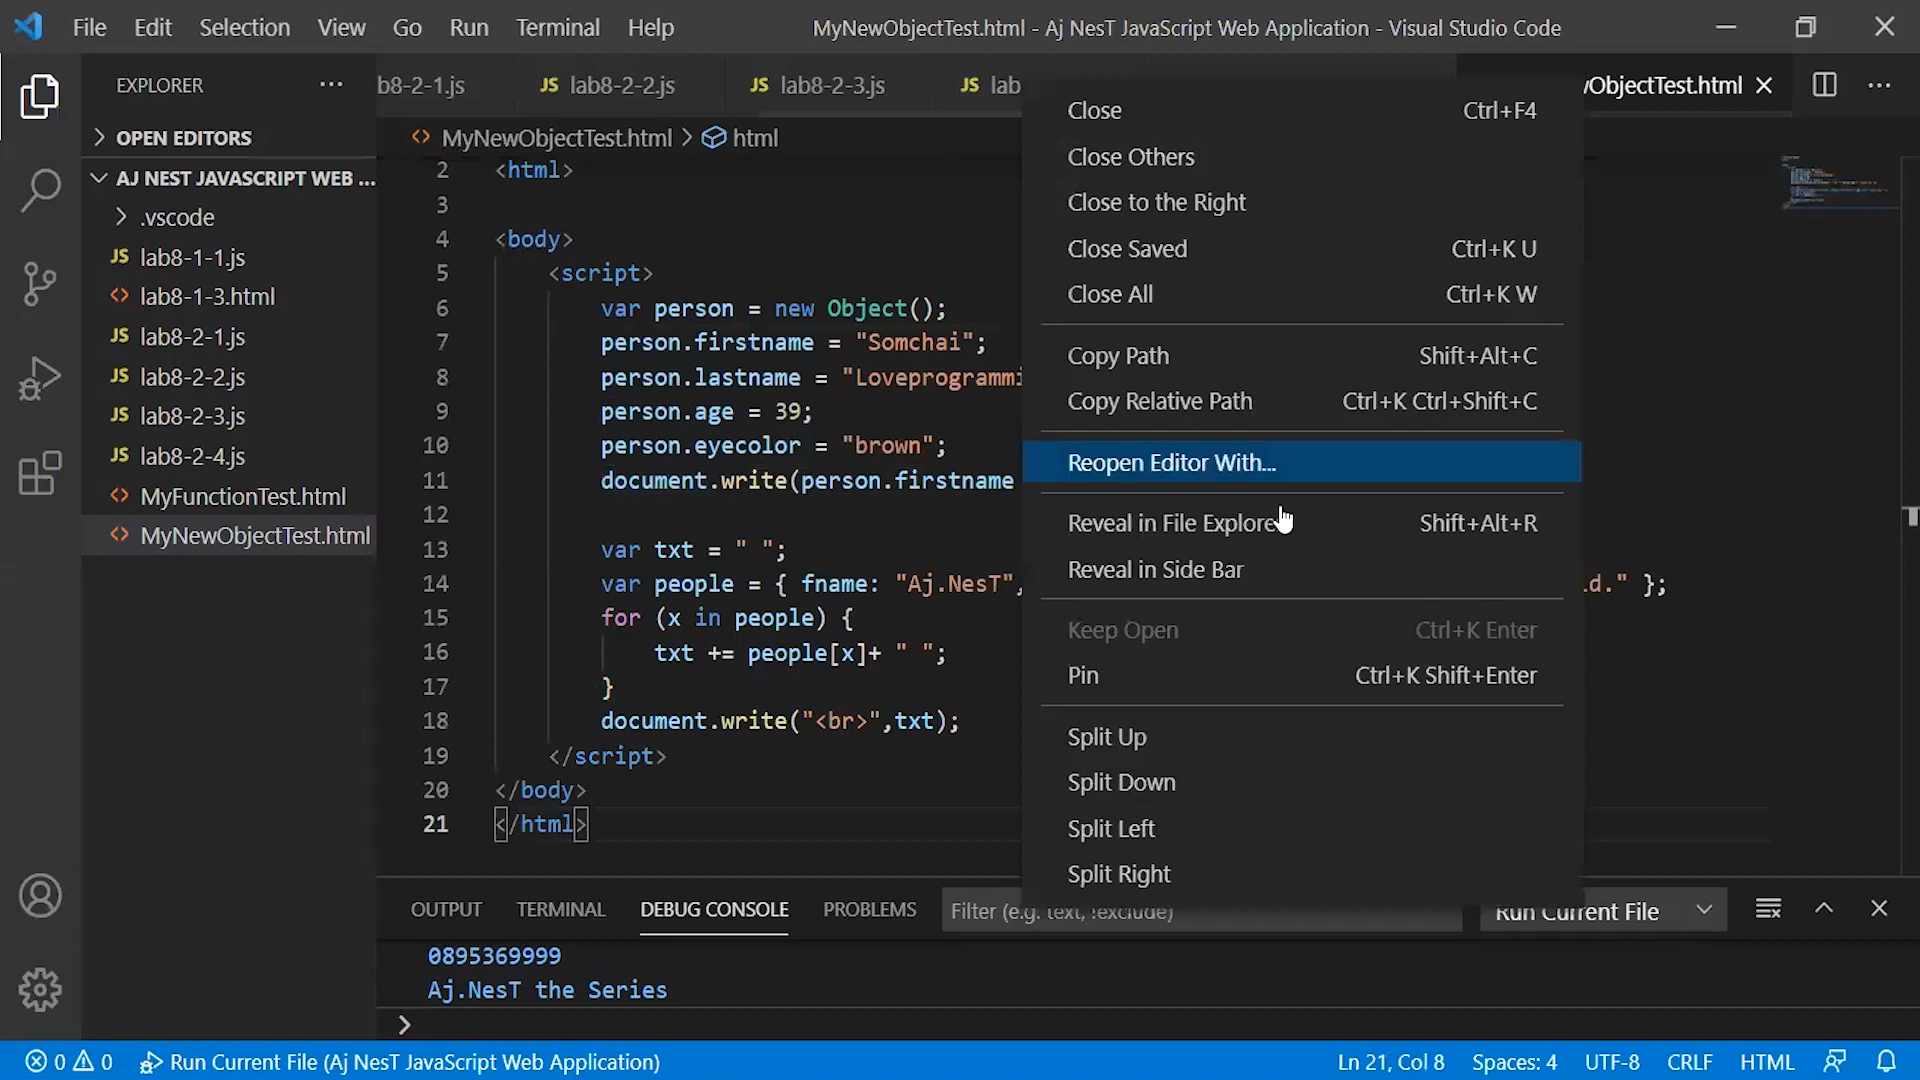 File Edit Selection View Go Run Terminal Help
MyNewObjectTest.html - Aj NesT JavaScript Web Application - Visual Studio Code
EXPLORER
OPEN EDITORS
AJ NEST JAVASCRIPT WEB ...
.vscode
JS lab8-1-1.js
lab8-1-3.html
JS lab8-2-1.js
JS lab8-2-2.js
JS lab8-2-3.js
JS lab8-2-4.js
MyFunctionTest.html
MyNewObjectTest.html
b8-2-1.js JS lab8-2-2.js JS lab8-2-3.js JS lab
ObjectTest.html
MyNewObjectTest.html > html
2 <html>
3
4 <body>
5 <script>
6 var person = new Object();
7 person.firstname = "Somchai";
8 person.lastname = "Loveprogrammi
9 person.age = 39;
10 person.eyecolor = "brown";
11 document.write(person.firstname
12
13 var txt = " ";
14 var people = { fname: "Aj.NesT", d." };
15 for (x in people) {
16 txt += people[x]+ " ";
17 }
18 document.write("<br>",txt);
19 </script>
20 </body>
21 </html>
Close Ctrl+F4
Close Others
Close to the Right
Close Saved Ctrl+K U
Close All Ctrl+K W
Copy Path Shift+Alt+C
Copy Relative Path Ctrl+K Ctrl+Shift+C
Reopen Editor With...
Reveal in File Explore Shift+Alt+R
Reveal in Side Bar
Keep Open Ctrl+K Enter
Pin Ctrl+K Shift+Enter
Split Up
Split Down
Split Left
Split Right
OUTPUT TERMINAL DEBUG CONSOLE PROBLEMS Filter (e.g. text, !exclude) Run Current File
0895369999
Aj.NesT the Series
>
0 0 Run Current File (Aj NesT JavaScript Web Application) Ln 21, Col 8 Spaces: 4 UTF-8 CRLF HTML